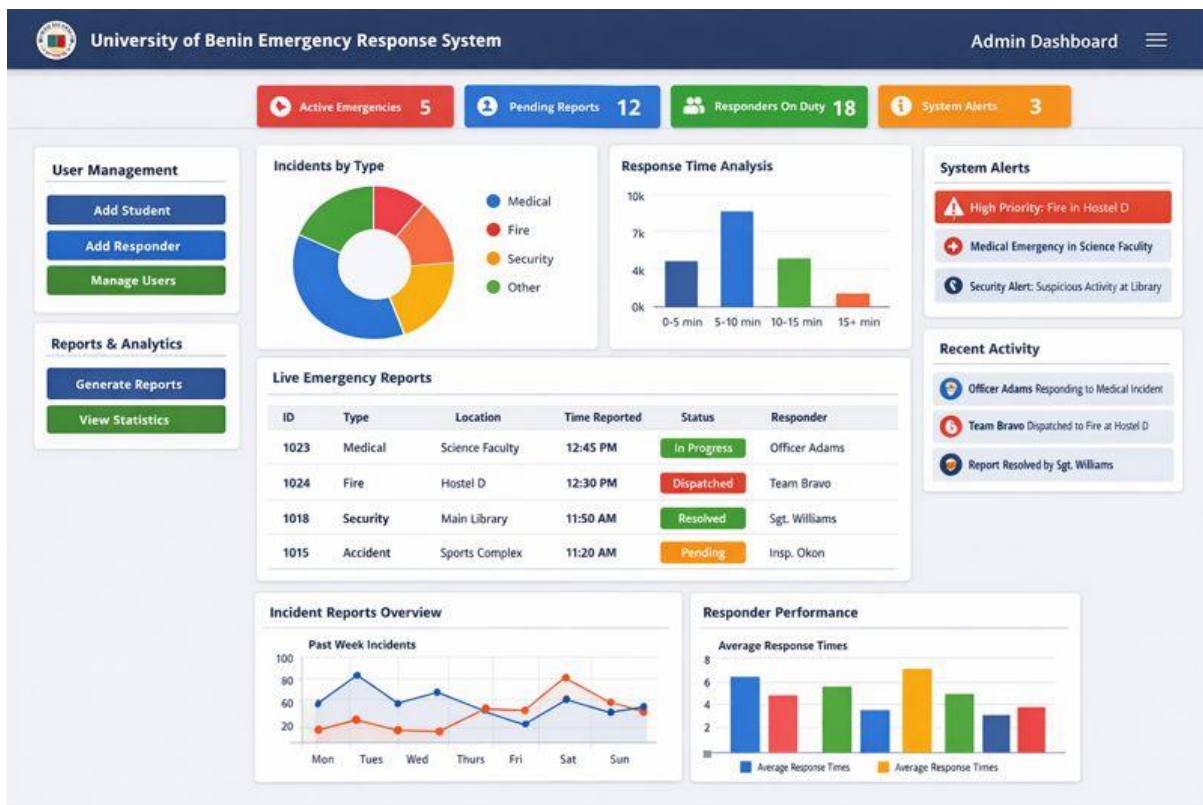 University of Benin Emergency Response System
Admin Dashboard
Active Emergencies 5
Pending Reports 12
Responders On Duty 18
System Alerts 3
User Management
Add Student
Add Responder
Manage Users
Reports & Analytics
Generate Reports
View Statistics
Incidents by Type
Medical
Fire
Security
Other
Response Time Analysis
10k
7k
4k
0k
0-5 min 5-10 min 10-15 min 15+ min
System Alerts
High Priority: Fire in Hostel D
Medical Emergency in Science Faculty
Security Alert: Suspicious Activity at Library
Recent Activity
Officer Adams Responding to Medical Incident
Team Bravo Dispatched to Fire at Hostel D
Report Resolved by Sgt. Williams
Live Emergency Reports
ID Type Location Time Reported Status Responder
1023 Medical Science Faculty 12:45 PM In Progress Officer Adams
1024 Fire Hostel D 12:30 PM Dispatched Team Bravo
1018 Security Main Library 11:50 AM Resolved Sgt. Williams
1015 Accident Sports Complex 11:20 AM Pending Insp. Okon
Incident Reports Overview
Past Week Incidents
100
80
60
20
Mon Tues Wed Thurs Fri Sat Sun
Responder Performance
Average Response Times
8
6
4
2
Average Response Times Average Response Times